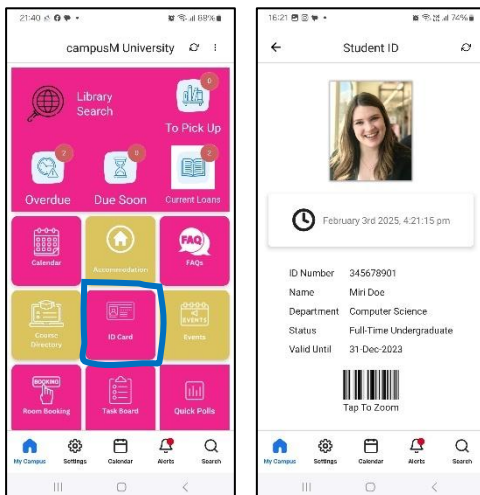 21:40
88%
campusM University
Library
Search
0
To Pick Up
2
0
2
Overdue
Due Soon
Current Loans
Calendar
Accommodation
FAQ
FAQs
Course
Directory
ID Card
EVENTS
Events
BOOKING
Room Booking
Task Board
Quick Polls
My Campus
Settings
Calendar
Alerts
Search
16:21
74%
Student ID
February 3rd 2025, 4:21:15 pm
ID Number 345678901
Name Miri Doe
Department Computer Science
Status Full-Time Undergraduate
Valid Until 31-Dec-2023
Tap To Zoom
My Campus
Settings
Calendar
Alerts
Search